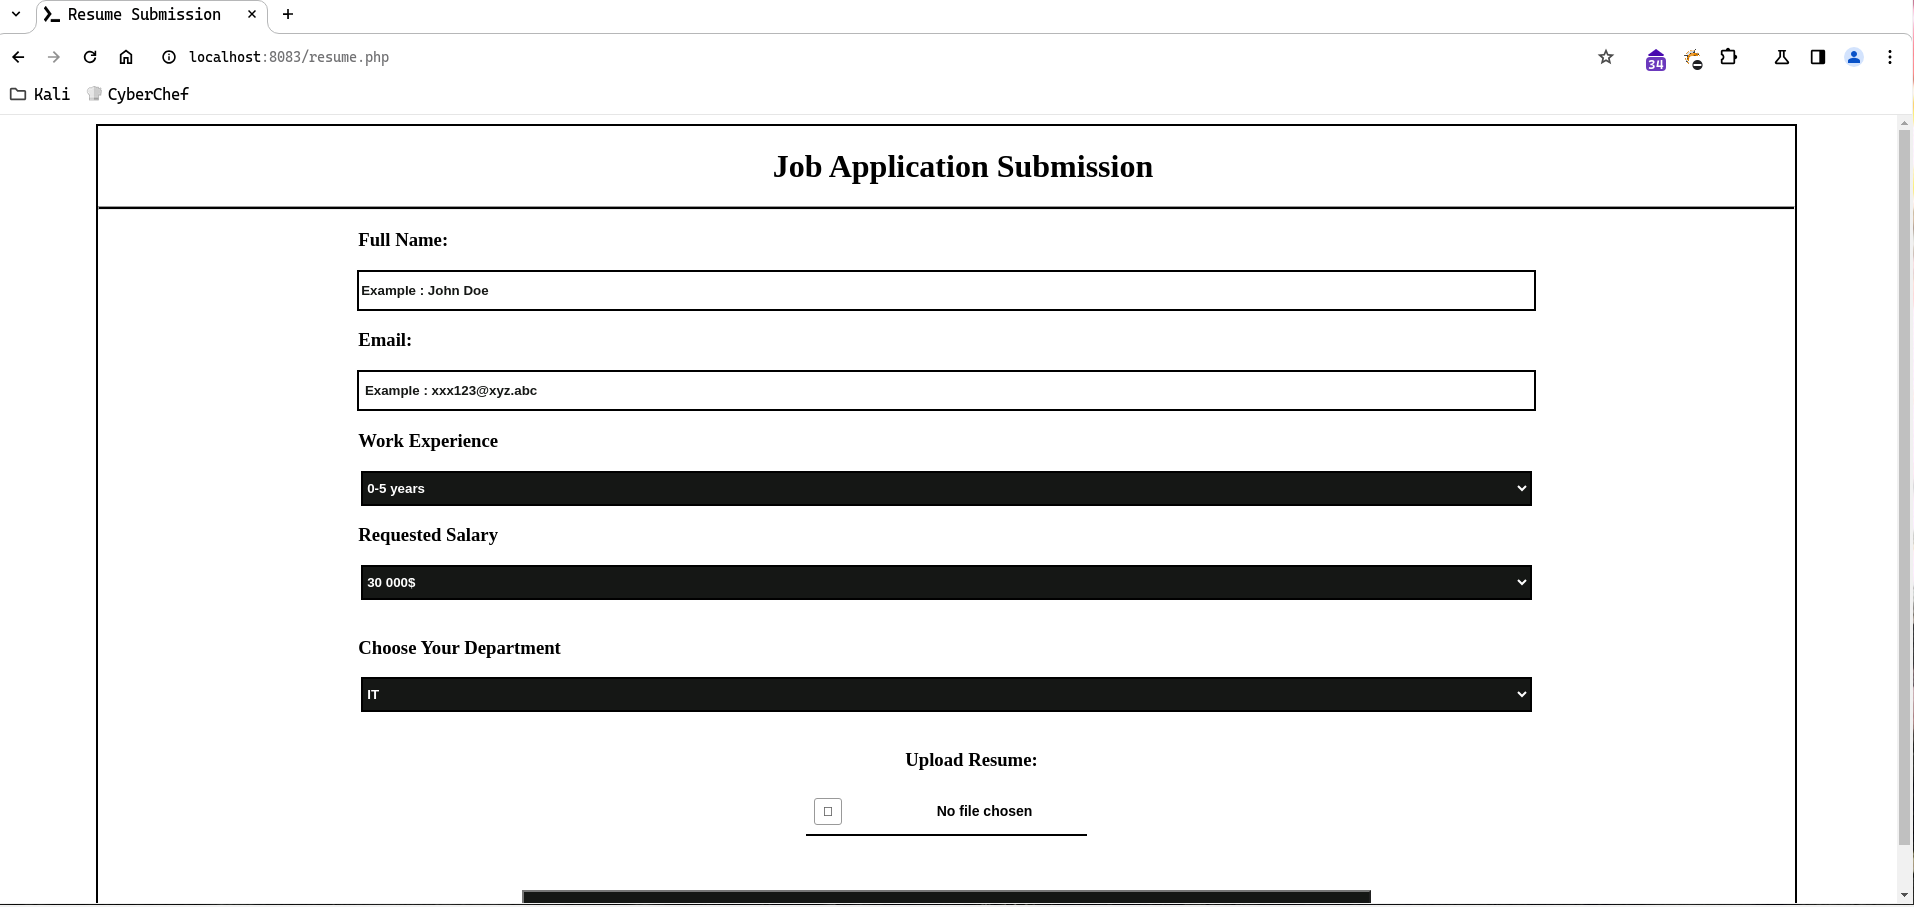 Resume Submission
localhost:8083/resume.php
34
Kali
CyberChef
Job Application Submission
Full Name:
Example : John Doe
Email:
Example : xxx123@xyz.abc
Work Experience
0-5 years
Requested Salary
30 000$
Choose Your Department
IT
Upload Resume:
No file chosen